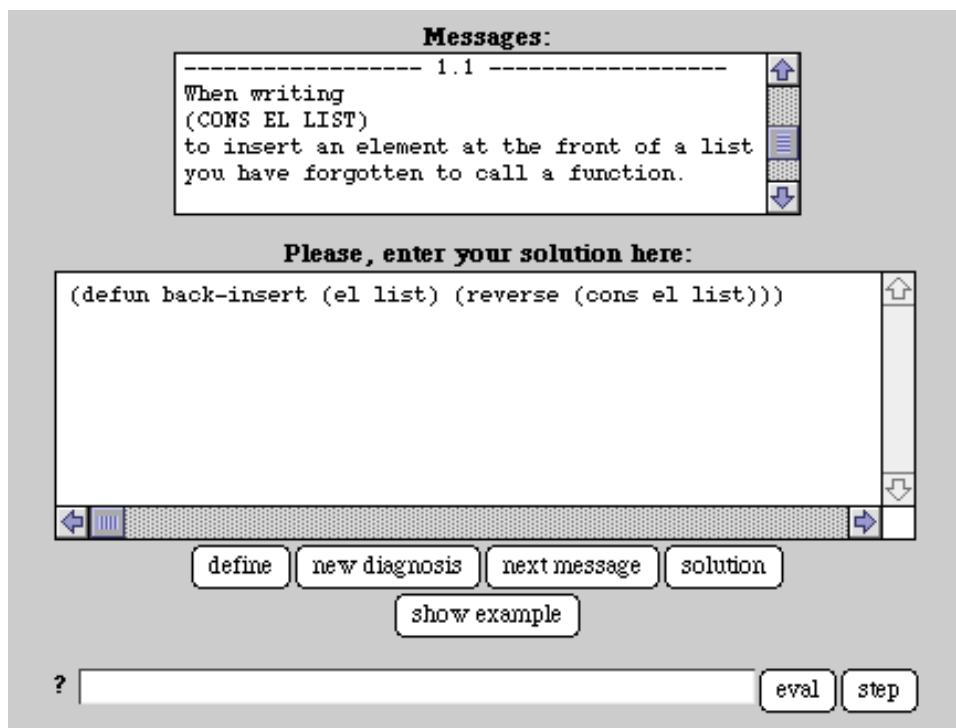 Messages:
------------------ 1.1 ------------------
When writing
(CONS EL LIST)
to insert an element at the front of a list
you have forgotten to call a function.
Please, enter your solution here:
(defun back-insert (el list) (reverse (cons el list)))
define new diagnosis next message solution
show example
? eval step